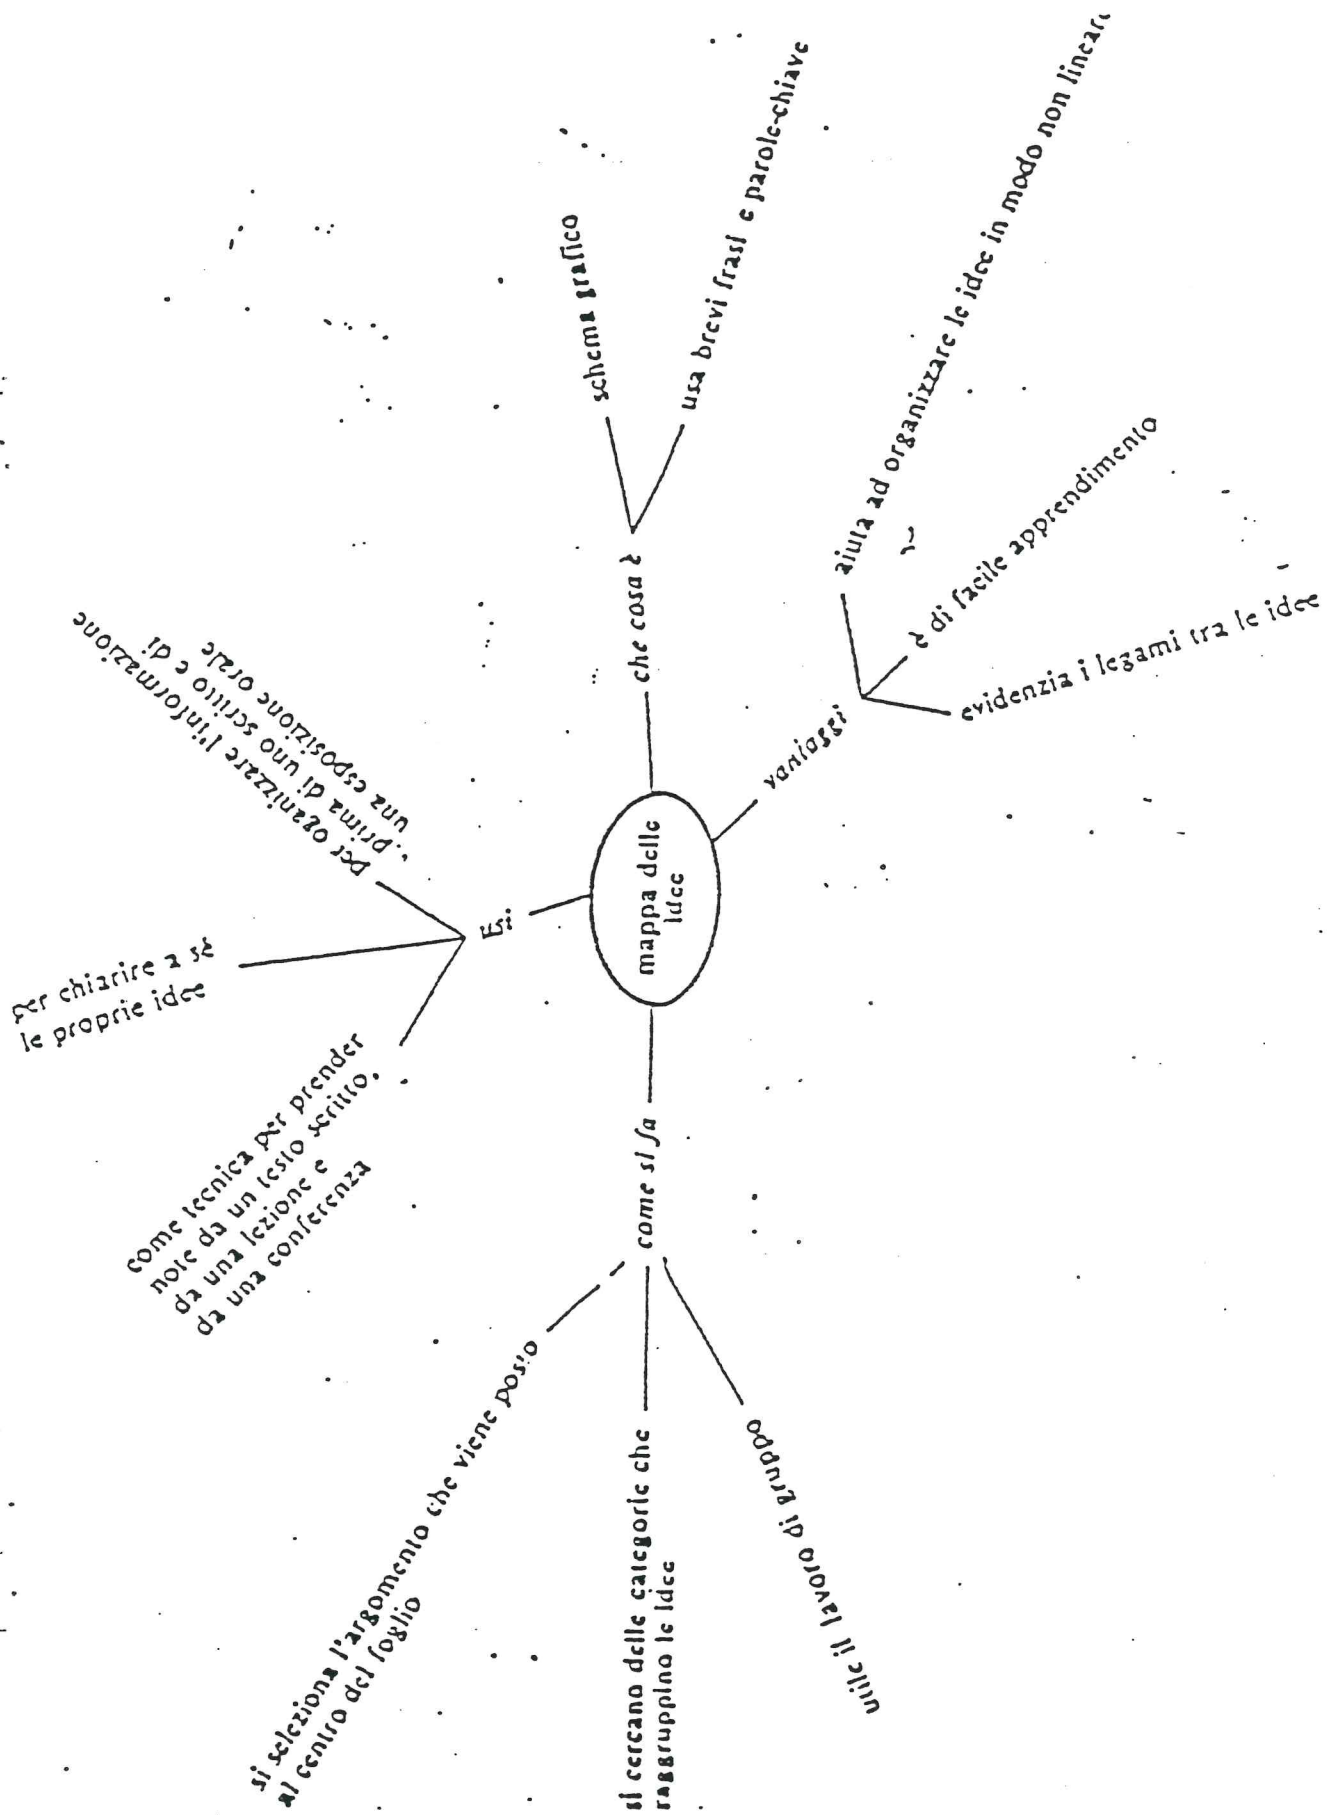 mappa delle
idee
che cosa è
schema grafico
usa brevi frasi e parole-chiave
vantaggi
aiuta ad organizzare le idee in modo non lineare
è di facile apprendimento
evidenzia i legami tra le idee
come si fa
si seleziona l'argomento che viene posto
al centro del foglio
si cercano delle categorie che
raggruppino le idee
utile il lavoro di gruppo
usi
come tecnica per prender
note da un testo scritto,
da una lezione e
da una conferenza
per chiarire a sè
le proprie idee
per oganizzare l'informazione
prima di uno scritto e di
una esposizione orale